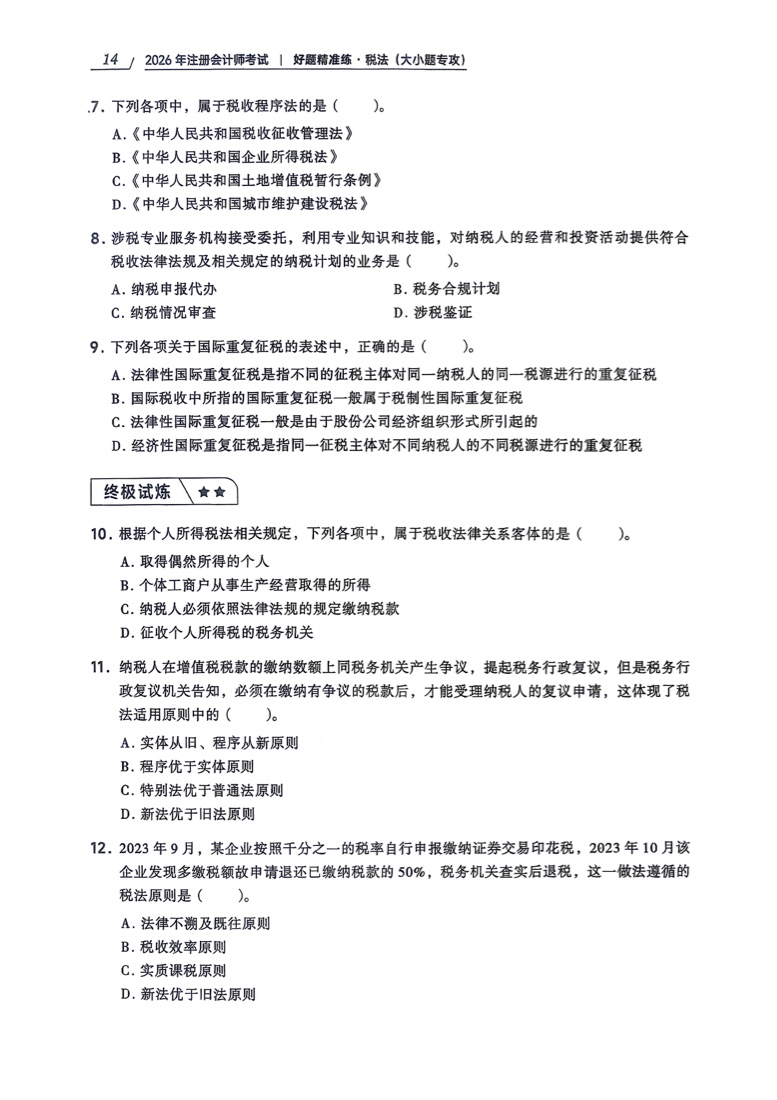 14 / 2026年注册会计师考试 | 好题精准练·税法（大小题专攻）
7. 下列各项中，属于税收程序法的是（　　）。
A.《中华人民共和国税收征收管理法》
B.《中华人民共和国企业所得税法》
C.《中华人民共和国土地增值税暂行条例》
D.《中华人民共和国城市维护建设税法》
8. 涉税专业服务机构接受委托，利用专业知识和技能，对纳税人的经营和投资活动提供符合
税收法律法规及相关规定的纳税计划的业务是（　　）。
A. 纳税申报代办　　B. 税务合规计划
C. 纳税情况审查　　D. 涉税鉴证
9. 下列各项关于国际重复征税的表述中，正确的是（　　）。
A. 法律性国际重复征税是指不同的征税主体对同一纳税人的同一税源进行的重复征税
B. 国际税收中所指的国际重复征税一般属于税制性国际重复征税
C. 法律性国际重复征税一般是由于股份公司经济组织形式所引起的
D. 经济性国际重复征税是指同一征税主体对不同纳税人的不同税源进行的重复征税
终极试炼 ★★
10. 根据个人所得税法相关规定，下列各项中，属于税收法律关系客体的是（　　）。
A. 取得偶然所得的个人
B. 个体工商户从事生产经营取得的所得
C. 纳税人必须依照法律法规的规定缴纳税款
D. 征收个人所得税的税务机关
11. 纳税人在增值税税款的缴纳数额上同税务机关产生争议，提起税务行政复议，但是税务行
政复议机关告知，必须在缴纳有争议的税款后，才能受理纳税人的复议申请，这体现了税
法适用原则中的（　　）。
A. 实体从旧、程序从新原则
B. 程序优于实体原则
C. 特别法优于普通法原则
D. 新法优于旧法原则
12. 2023年9月，某企业按照千分之一的税率自行申报缴纳证券交易印花税，2023年10月该
企业发现多缴税额故申请退还已缴纳税款的50%，税务机关查实后退税，这一做法遵循的
税法原则是（　　）。
A. 法律不溯及既往原则
B. 税收效率原则
C. 实质课税原则
D. 新法优于旧法原则